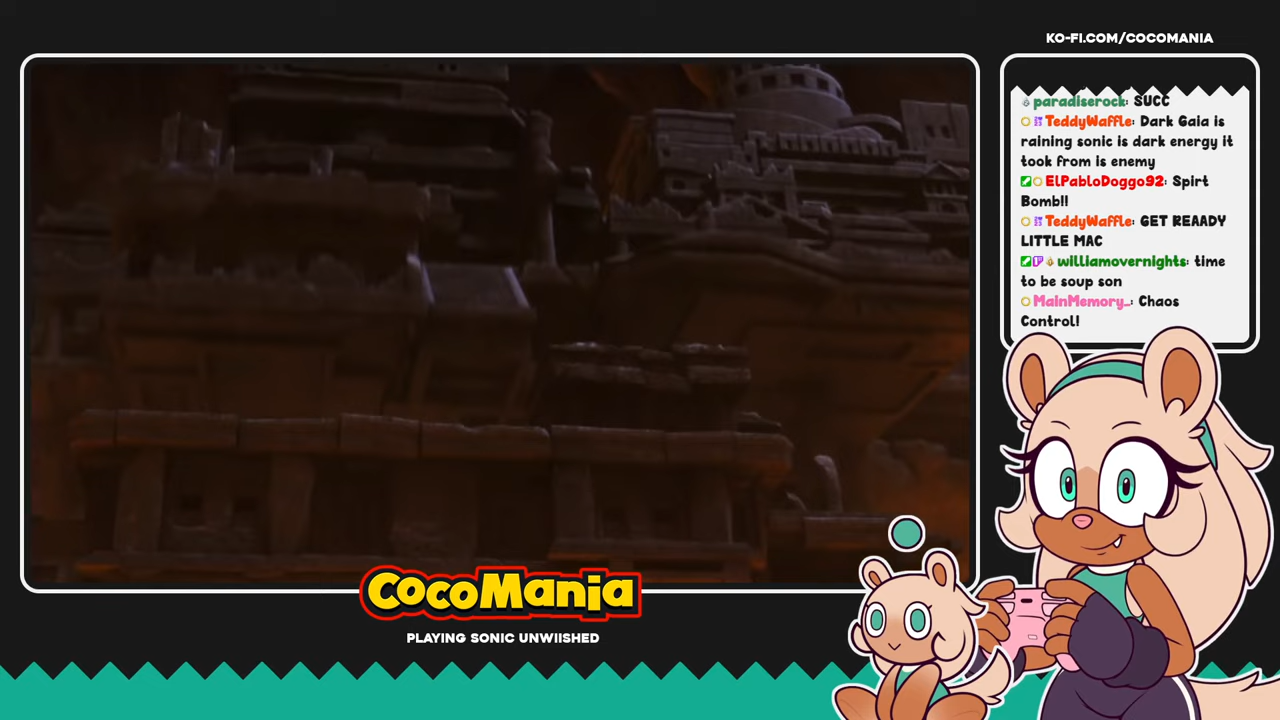 KO-FI.COM/COCOMANIA
paradiserock: SUCC
TeddyWaffle: Dark Gaia is
raining sonic is dark energy it
took from is enemy
ElPabloDoggo92: Spirt
Bomb!!
TeddyWaffle: GET REAADY
LITTLE MAC
williamovernights: time
to be soup son
MainMemory_: Chaos
Control!
CocoMania
PLAYING SONIC UNWIISHED